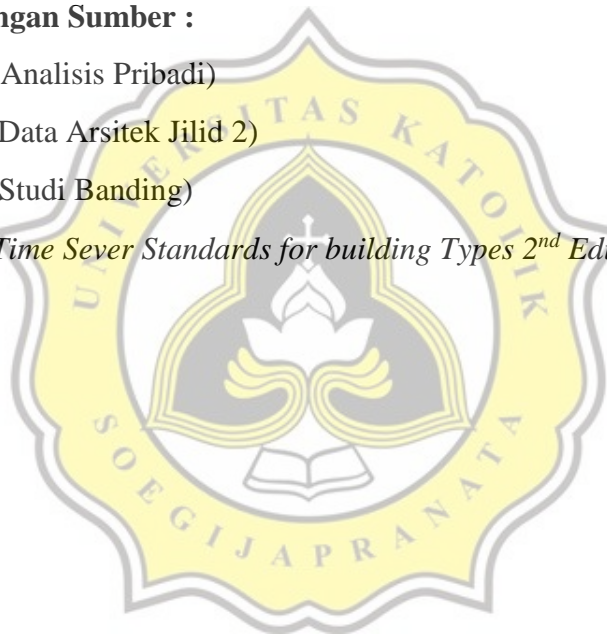 ngan Sumber :
Analisis Pribadi)
Data Arsitek Jilid 2)
Studi Banding)
Time Sever Standards for building Types 2nd Edi
UNIVERSITAS KATOLIK
SOEGIJAPRANATA